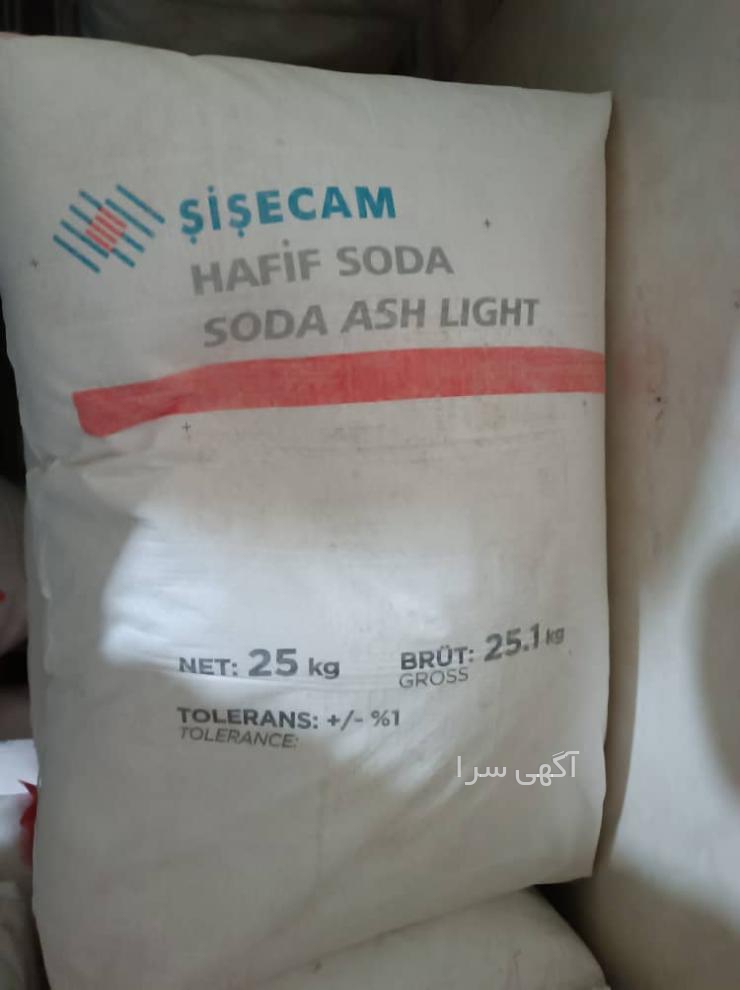 ŞİŞECAM
HAFİF SODA
SODA ASH LIGHT
NET: 25 kg
BRÜT: 25.1 kg
GROSS
TOLERANS: +/- %1
TOLERANCE:
آگهی سرا